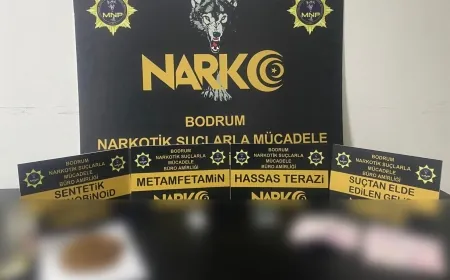 MNP
MNP
NARKO
BODRUM
NARKOTİK SUÇLARLA MÜCADELE
BODRUM
NARKOTİK SUÇLARLA
MÜCADELE
BÜRO AMİRLİĞİ
SENTETİK
BODRUM
NARKOTİK SUÇLARLA
MÜCADELE
BÜRO AMİRLİĞİ
METAMFETAMİN
BODRUM
NARKOTİK SUÇLARLA
MÜCADELE
BÜRO AMİRLİĞİ
HASSAS TERAZİ
BODRUM
NARKOTİK SUÇLARLA
MÜCADELE
BÜRO AMİRLİĞİ
SUÇTAN ELDE
EDİLEN